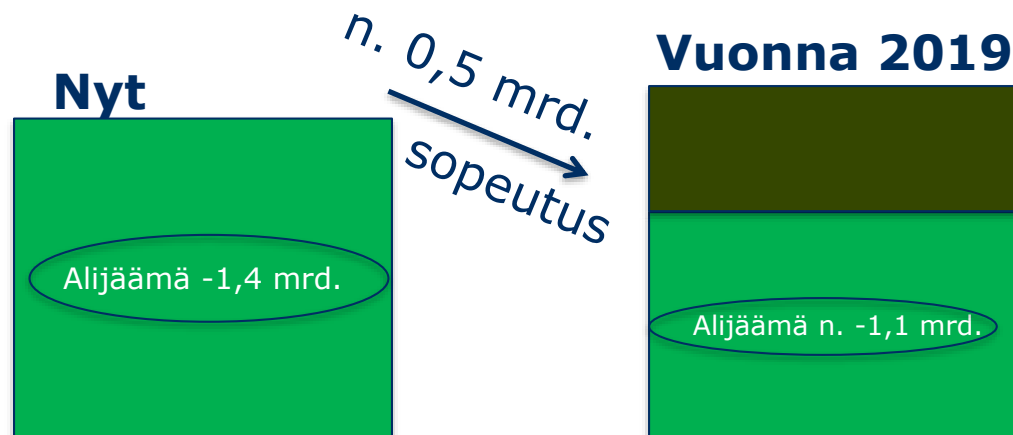 Nyt
n. 0,5 mrd.
sopeutus
Vuonna 2019
Alijäämä -1,4 mrd.
Alijäämä n. -1,1 mrd.